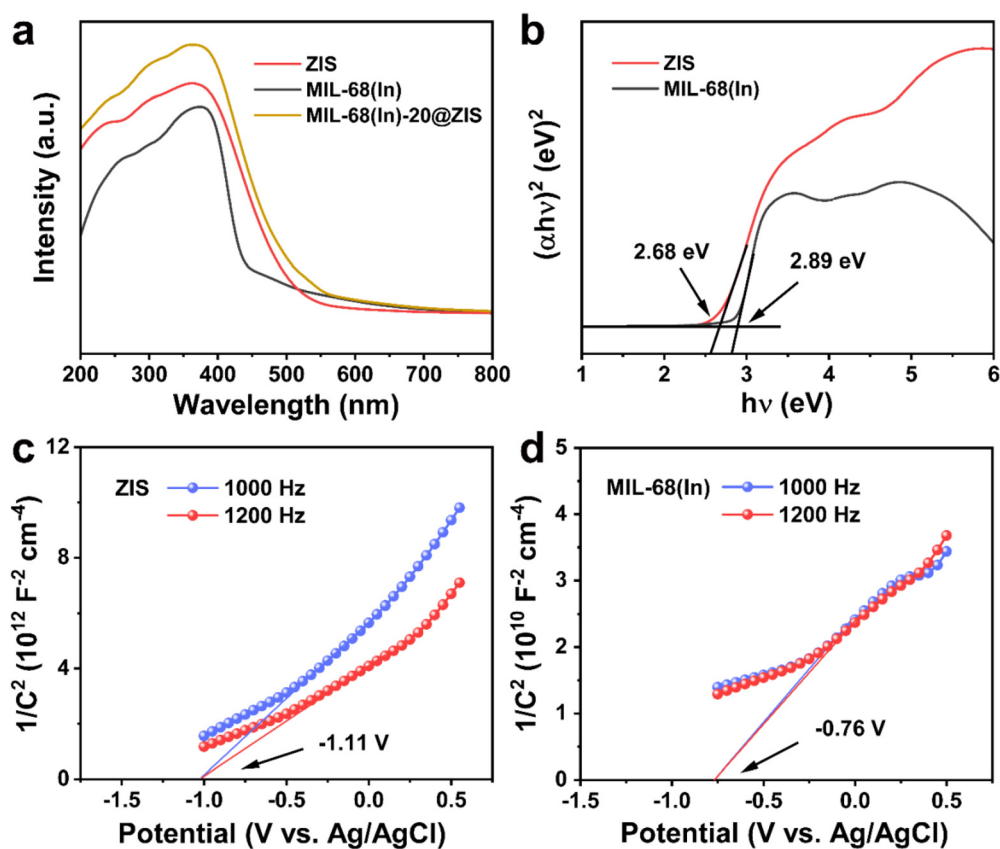 a
ZIS
MIL-68(In)
MIL-68(In)-20@ZIS
Intensity (a.u.)
200 300 400 500 600 700 800
Wavelength (nm)
b
ZIS
MIL-68(In)
(αhν)² (eV)²
2.68 eV
2.89 eV
1 2 3 4 5 6
hν (eV)
c
ZIS
1000 Hz
1200 Hz
1/C² (10¹² F⁻² cm⁻⁴)
12
8
4
0
-1.11 V
-1.5 -1.0 -0.5 0.0 0.5
Potential (V vs. Ag/AgCl)
d
MIL-68(In)
1000 Hz
1200 Hz
1/C² (10¹⁰ F⁻² cm⁻⁴)
5
4
3
2
1
0
-0.76 V
-1.5 -1.0 -0.5 0.0 0.5
Potential (V vs. Ag/AgCl)